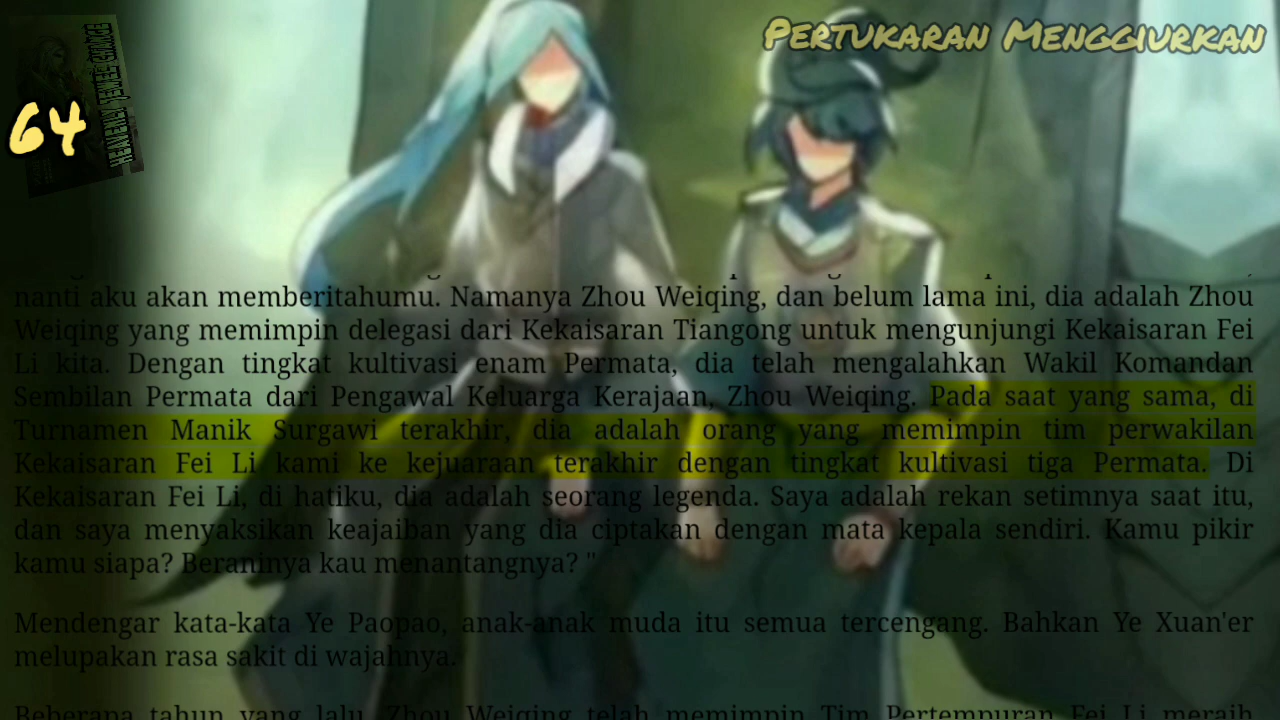 PERTUKARAN MENGGIURKAN
64
HEAVENLY JEWEL CHANGE
nanti aku akan memberitahumu. Namanya Zhou Weiqing, dan belum lama ini, dia adalah Zhou
Weiqing yang memimpin delegasi dari Kekaisaran Tiangong untuk mengunjungi Kekaisaran Fei
Li kita. Dengan tingkat kultivasi enam Permata, dia telah mengalahkan Wakil Komandan
Sembilan Permata dari Pengawal Keluarga Kerajaan, Zhou Weiqing. Pada saat yang sama, di
Turnamen Manik Surgawi terakhir, dia adalah orang yang memimpin tim perwakilan
Kekaisaran Fei Li kami ke kejuaraan terakhir dengan tingkat kultivasi tiga Permata. Di
Kekaisaran Fei Li, di hatiku, dia adalah seorang legenda. Saya adalah rekan setimnya saat itu,
dan saya menyaksikan keajaiban yang dia ciptakan dengan mata kepala sendiri. Kamu pikir
kamu siapa? Beraninya kau menantangnya? "
Mendengar kata-kata Ye Paopao, anak-anak muda itu semua tercengang. Bahkan Ye Xuan'er
melupakan rasa sakit di wajahnya.
Beberapa tahun yang lalu, Zhou Weiqing telah memimpin Tim Pertempuran Fei Li meraih